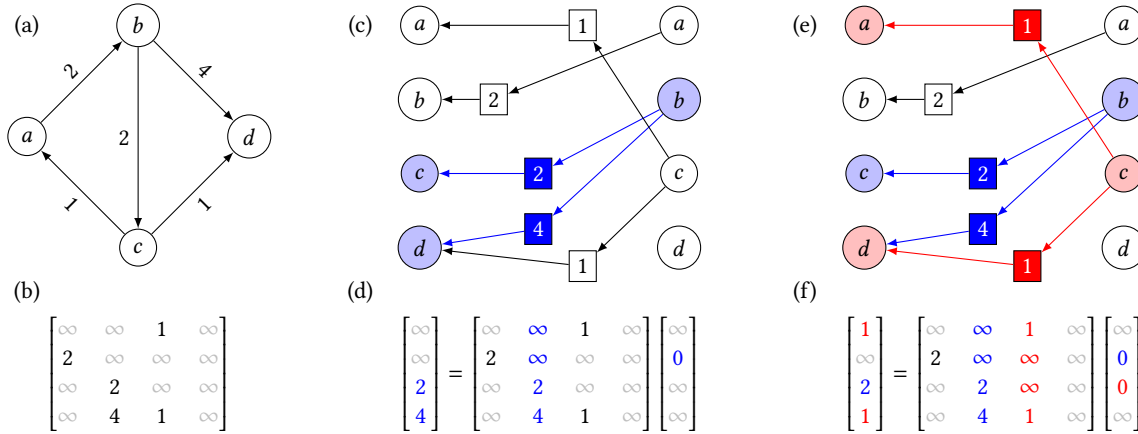 (a)
b
2
4
a
2
d
1
1
c
(b)
∞ ∞ 1 ∞
2 ∞ ∞ ∞
∞ 2 ∞ ∞
∞ 4 1 ∞
(c)
a 1 a
b 2 b
c 2 c
4
d 1 d
(d)
∞ ∞ ∞ 1 ∞ ∞
∞ 2 ∞ ∞ ∞ 0
2 = ∞ 2 ∞ ∞ ∞
4 ∞ 4 1 ∞ ∞
(e)
a 1 a
b 2 b
c 2 c
4
d 1 d
(f)
1 ∞ ∞ 1 ∞ ∞
∞ 2 ∞ ∞ ∞ 0
2 = ∞ 2 ∞ ∞ 0
1 ∞ 4 1 ∞ ∞